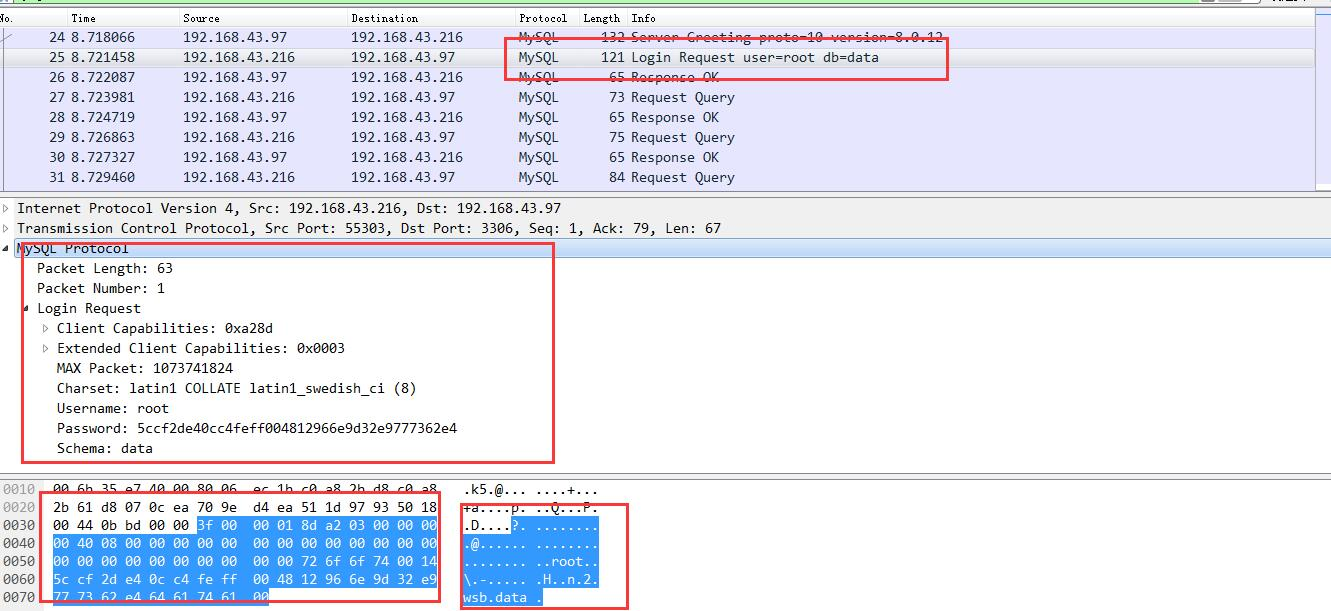 No. Time Source Destination Protocol Length Info
24 8.718066 192.168.43.97 192.168.43.216 MySQL 132 Server Greeting proto=10 version=8.0.12
25 8.721458 192.168.43.216 192.168.43.97 MySQL 121 Login Request user=root db=data
26 8.722087 192.168.43.97 192.168.43.216 MySQL 65 Response OK
27 8.723981 192.168.43.216 192.168.43.97 MySQL 73 Request Query
28 8.724719 192.168.43.97 192.168.43.216 MySQL 65 Response OK
29 8.726863 192.168.43.216 192.168.43.97 MySQL 75 Request Query
30 8.727327 192.168.43.97 192.168.43.216 MySQL 65 Response OK
31 8.729460 192.168.43.216 192.168.43.97 MySQL 84 Request Query
Internet Protocol Version 4, Src: 192.168.43.216, Dst: 192.168.43.97
Transmission Control Protocol, Src Port: 55303, Dst Port: 3306, Seq: 1, Ack: 79, Len: 67
MySQL Protocol
Packet Length: 63
Packet Number: 1
Login Request
Client Capabilities: 0xa28d
Extended Client Capabilities: 0x0003
MAX Packet: 1073741824
Charset: latin1 COLLATE latin1_swedish_ci (8)
Username: root
Password: 5ccf2de40cc4feff004812966e9d32e9777362e4
Schema: data
0010 00 6b 35 e7 40 00 80 06 ec 1b c0 a8 2b d8 c0 a8 .k5.@... ....+...
0020 2b 61 d8 07 0c ea 70 9e d4 ea 51 1d 97 93 50 18 +a....p. ..Q...P.
0030 00 44 0b bd 00 00 3f 00 00 01 8d a2 03 00 00 00 .D....?. ........
0040 00 40 08 00 00 00 00 00 00 00 00 00 00 00 00 00 .@...... ........
0050 00 00 00 00 00 00 00 00 00 00 72 6f 6f 74 00 14 ........ ..root..
0060 5c cf 2d e4 0c c4 fe ff 00 48 12 96 6e 9d 32 e9 \.-..... .H..n.2.
0070 77 73 62 e4 64 61 74 61 00 wsb.data .